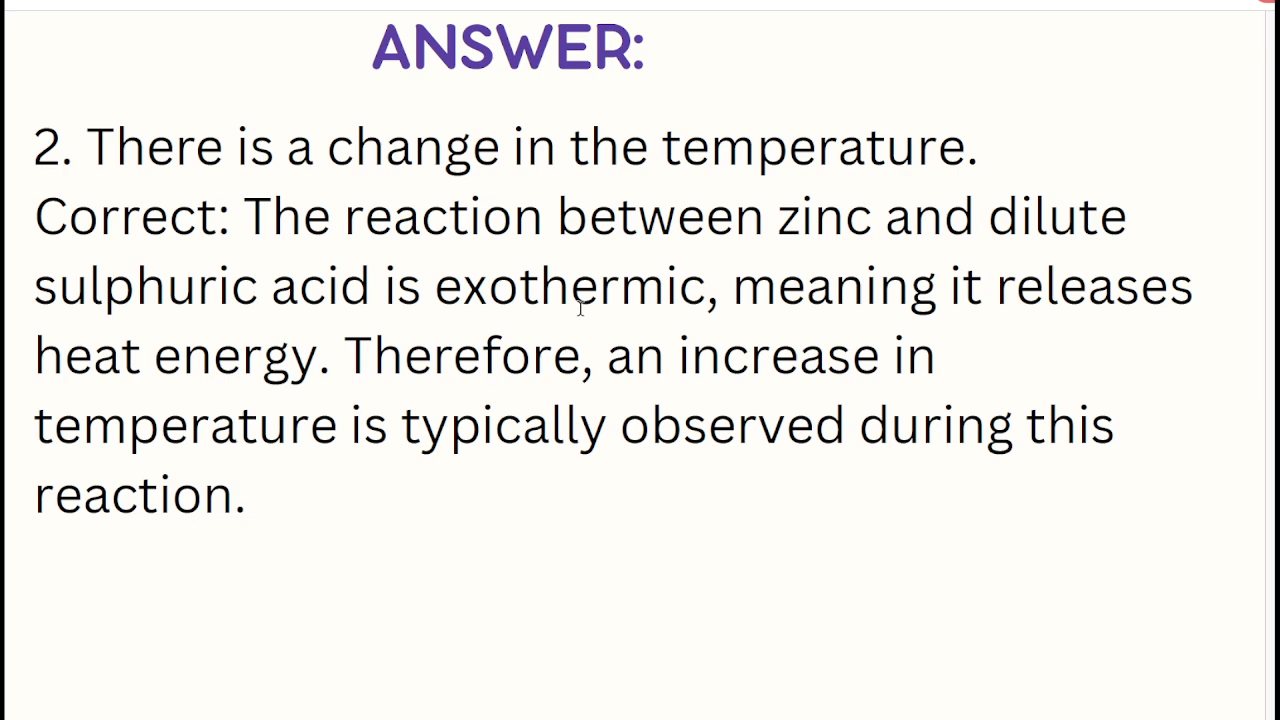 ANSWER:
2. There is a change in the temperature.
Correct: The reaction between zinc and dilute
sulphuric acid is exothermic, meaning it releases
heat energy. Therefore, an increase in
temperature is typically observed during this
reaction.